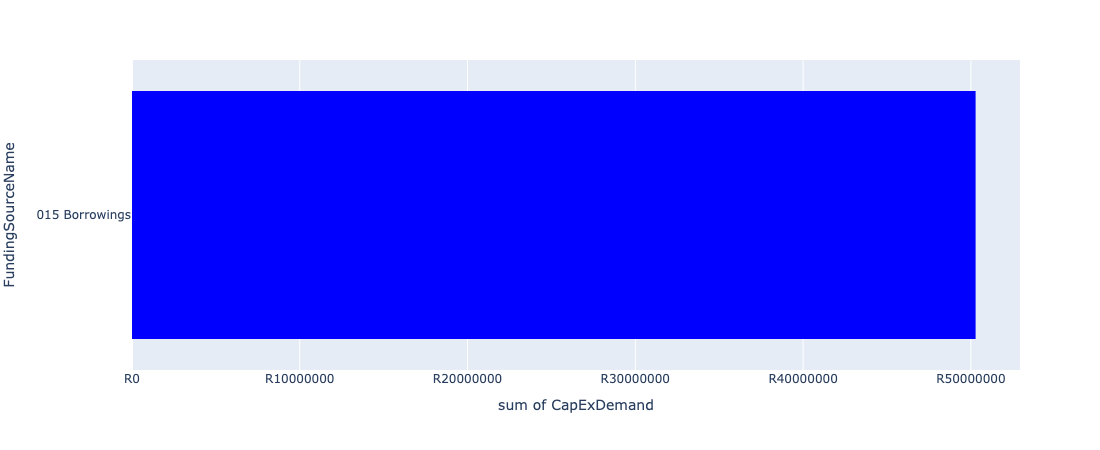 FundingSourceName
015 Borrowings
R0
R10000000
R20000000
R30000000
R40000000
R50000000
sum of CapExDemand